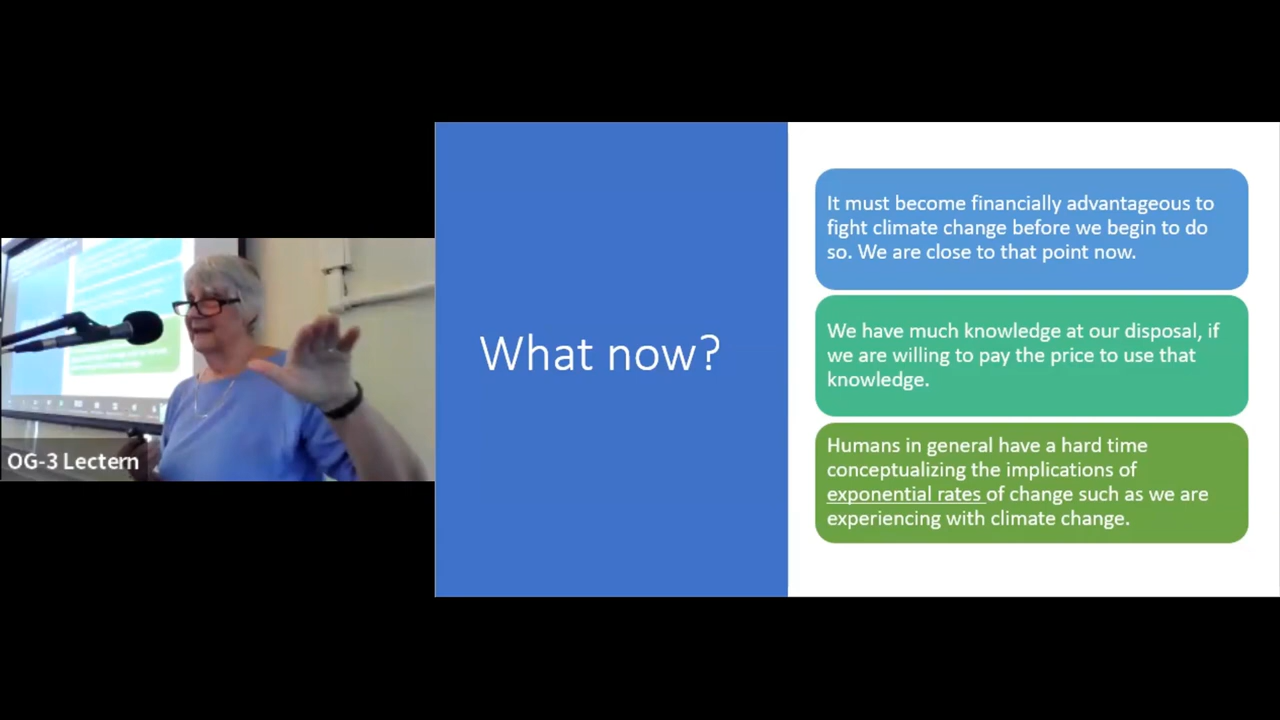 OG-3 Lectern
What now?
It must become financially advantageous to
fight climate change before we begin to do
so. We are close to that point now.
We have much knowledge at our disposal, if
we are willing to pay the price to use that
knowledge.
Humans in general have a hard time
conceptualizing the implications of
exponential rates of change such as we are
experiencing with climate change.